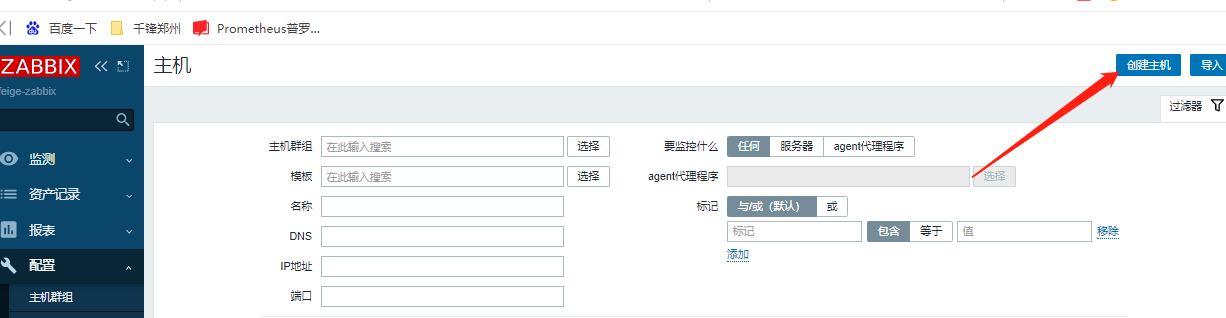 百度一下 千锋郑州 Prometheus普罗...
ZABBIX
feige-zabbix
主机
创建主机 导入
过滤器
监测
资产记录
报表
配置
主机群组
主机群组 在此输入搜索 选择
模板 在此输入搜索 选择
名称
DNS
IP地址
端口
要监控什么 任何 服务器 agent代理程序
agent代理程序 选择
标记 与/或（默认） 或
标记 包含 等于 值 移除
添加